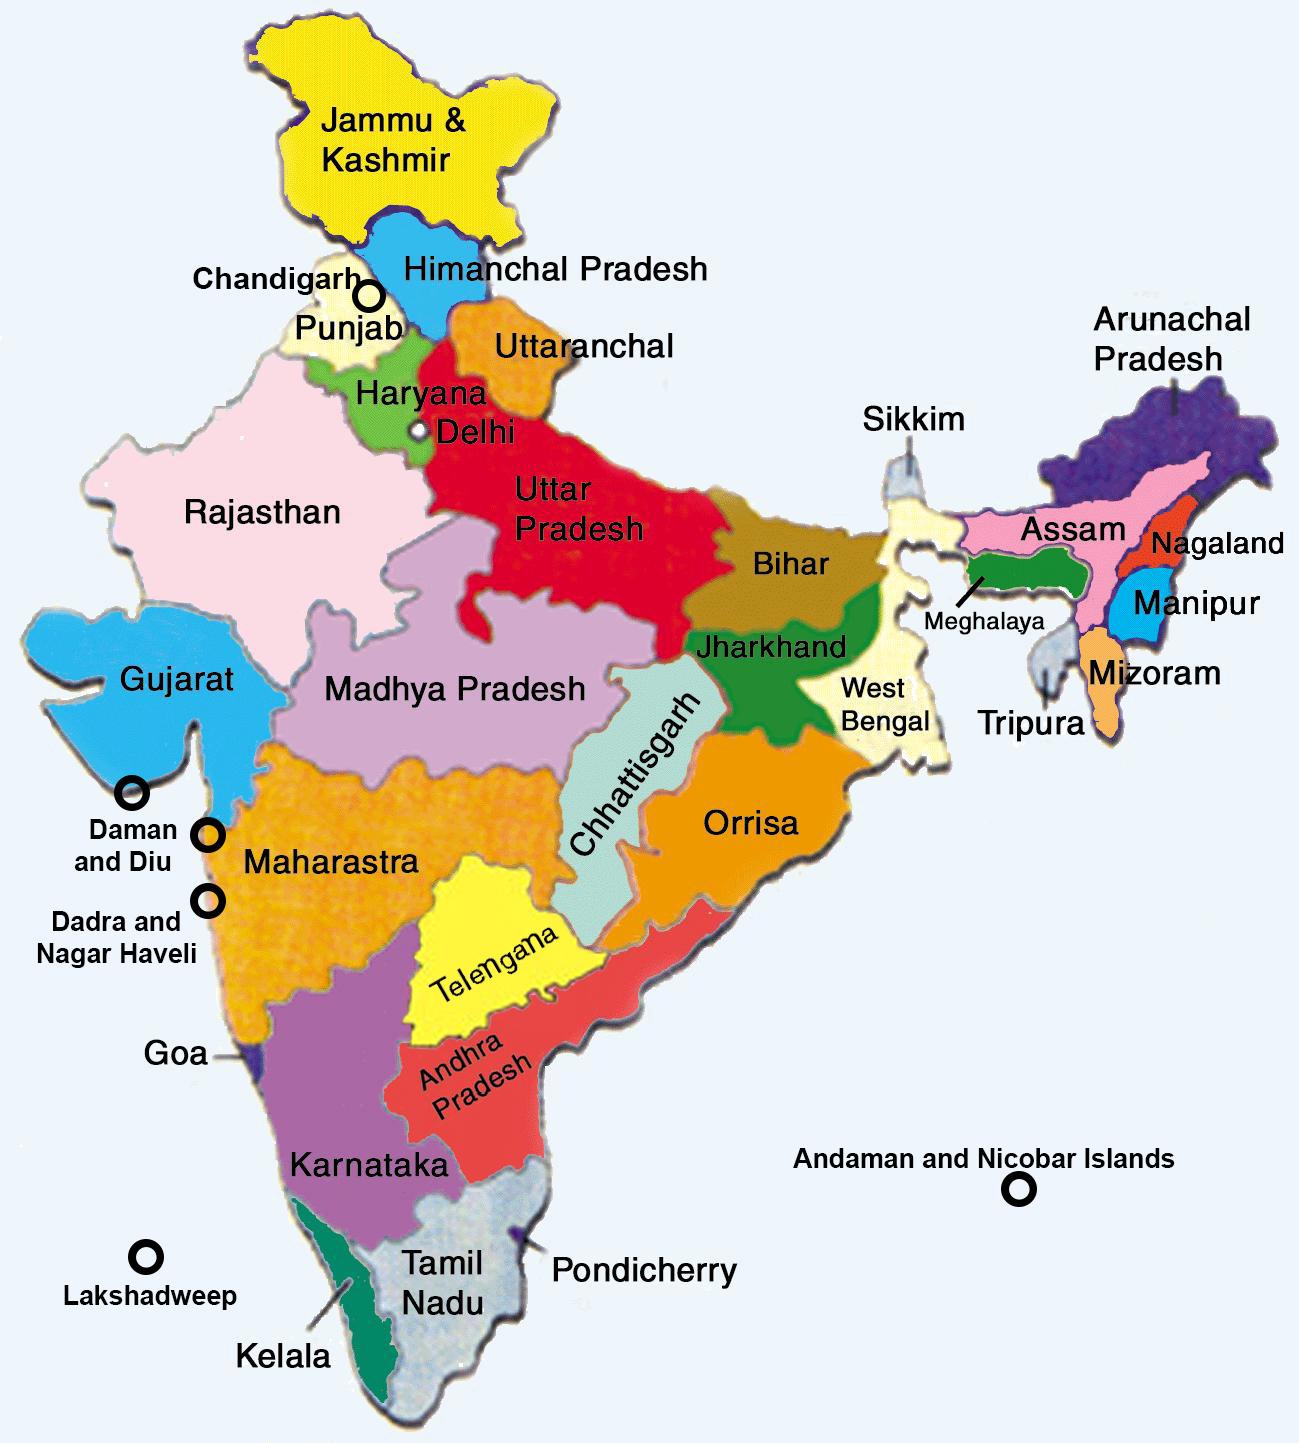 Jammu &
Kashmir
Chandigarh
Himanchal Pradesh
Punjab
Uttaranchal
Arunachal
Pradesh
Haryana
Delhi
Sikkim
Rajasthan
Uttar
Pradesh
Assam
Nagaland
Bihar
Manipur
Meghalaya
Jharkhand
Gujarat
Madhya Pradesh
West
Bengal
Mizoram
Tripura
Chhattisgarh
Orrisa
Daman
and Diu
Maharastra
Dadra and
Nagar Haveli
Telengana
Goa
Andhra
Pradesh
Karnataka
Andaman and Nicobar Islands
Tamil
Nadu
Pondicherry
Lakshadweep
Kelala